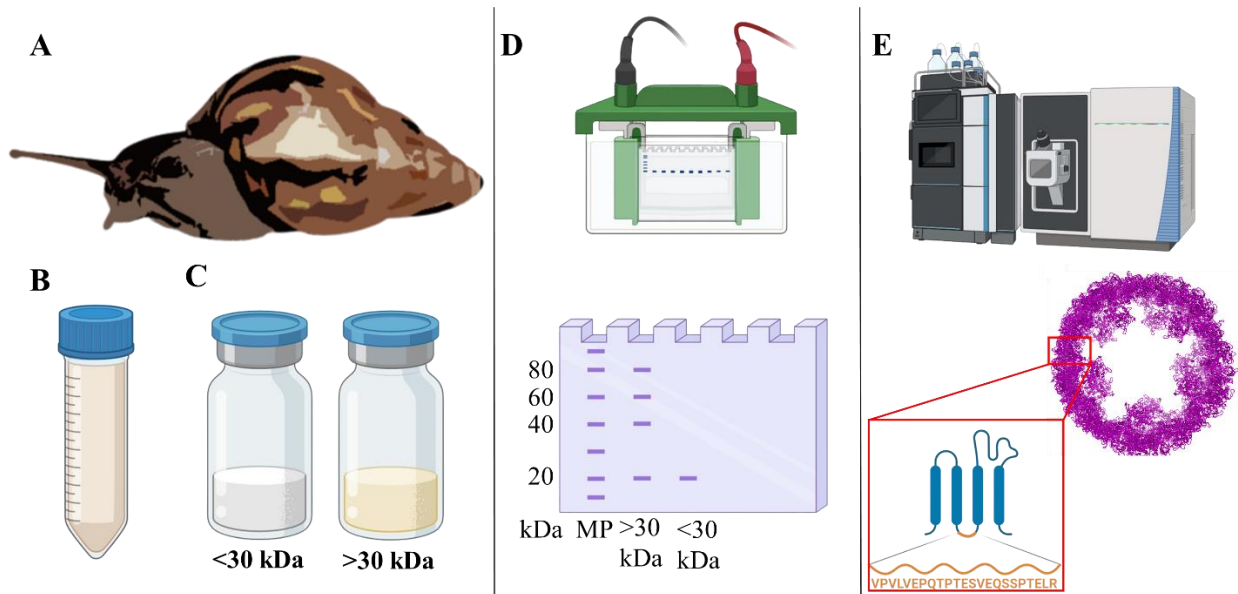 A
B
C
<30 kDa
>30 kDa
D
80
60
40
20
kDa
MP
>30
kDa
<30
kDa
E
VPVLVEPQTPTESVEQSSPTELR